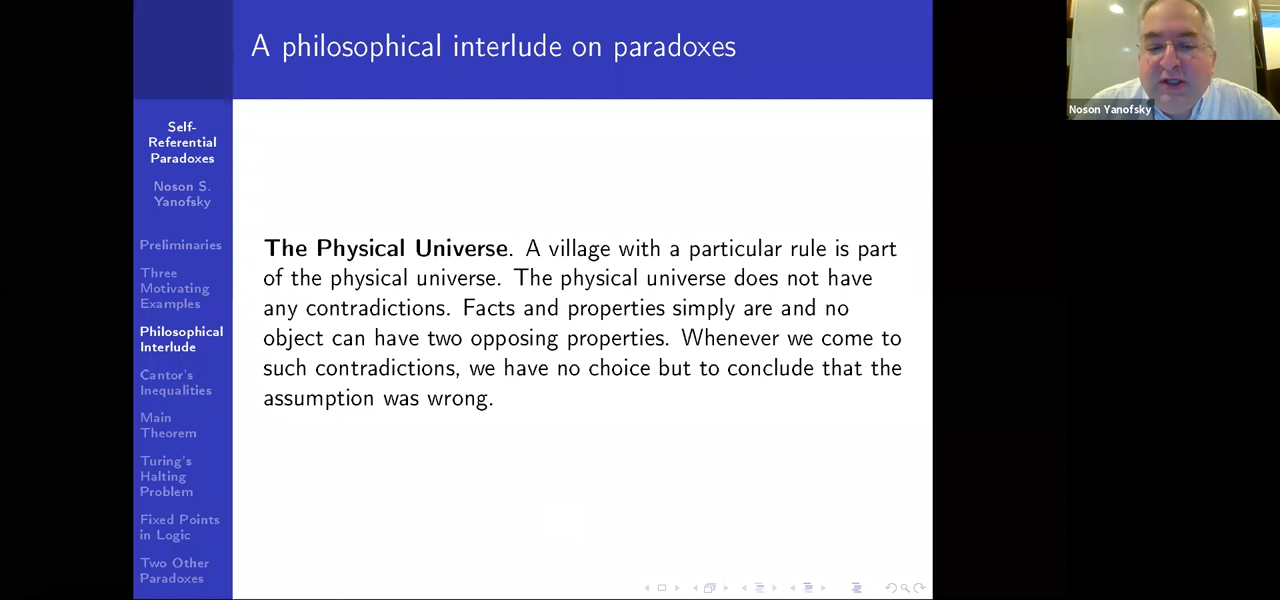 A philosophical interlude on paradoxes
Noson Yanofsky
Self-
Referential
Paradoxes
Noson S.
Yanofsky
Preliminaries
Three
Motivating
Examples
Philosophical
Interlude
Cantor's
Inequalities
Main
Theorem
Turing's
Halting
Problem
Fixed Points
in Logic
Two Other
Paradoxes
The Physical Universe. A village with a particular rule is part
of the physical universe. The physical universe does not have
any contradictions. Facts and properties simply are and no
object can have two opposing properties. Whenever we come to
such contradictions, we have no choice but to conclude that the
assumption was wrong.